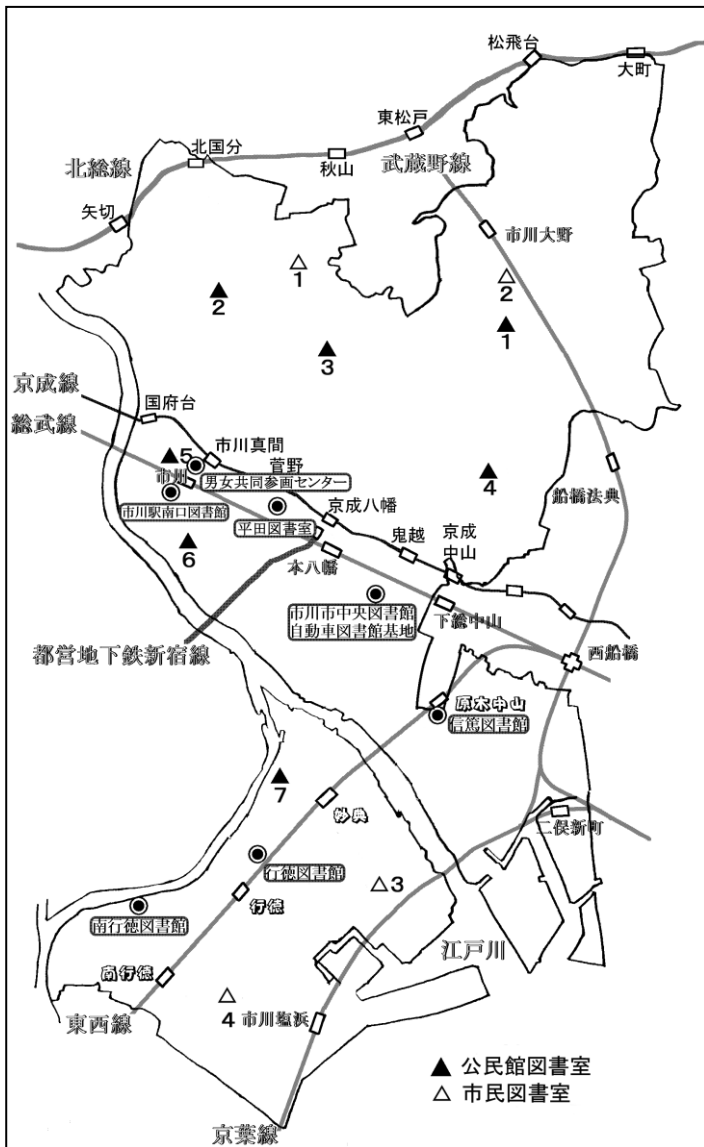 松飛台
大町
東松戸
北国分
秋山
北総線
武蔵野線
矢切
市川大野
△
1
△
2
▲
2
▲
1
▲
3
京成線
国府台
総武線
市川真間
▲5
菅野
市川
男女共同参画センター
▲
4
船橋法典
市川駅南口図書館
平田図書室
京成八幡
鬼越
京成
中山
▲
6
本八幡
市川市中央図書館
自動車図書館基地
下総中山
都営地下鉄新宿線
西船橋
原木中山
信篤図書館
▲
7
妙典
二俣新町
行徳図書館
△3
行徳
南行徳図書館
江戸川
南行徳
△
4
市川塩浜
東西線
▲ 公民館図書室
△ 市民図書室
京葉線